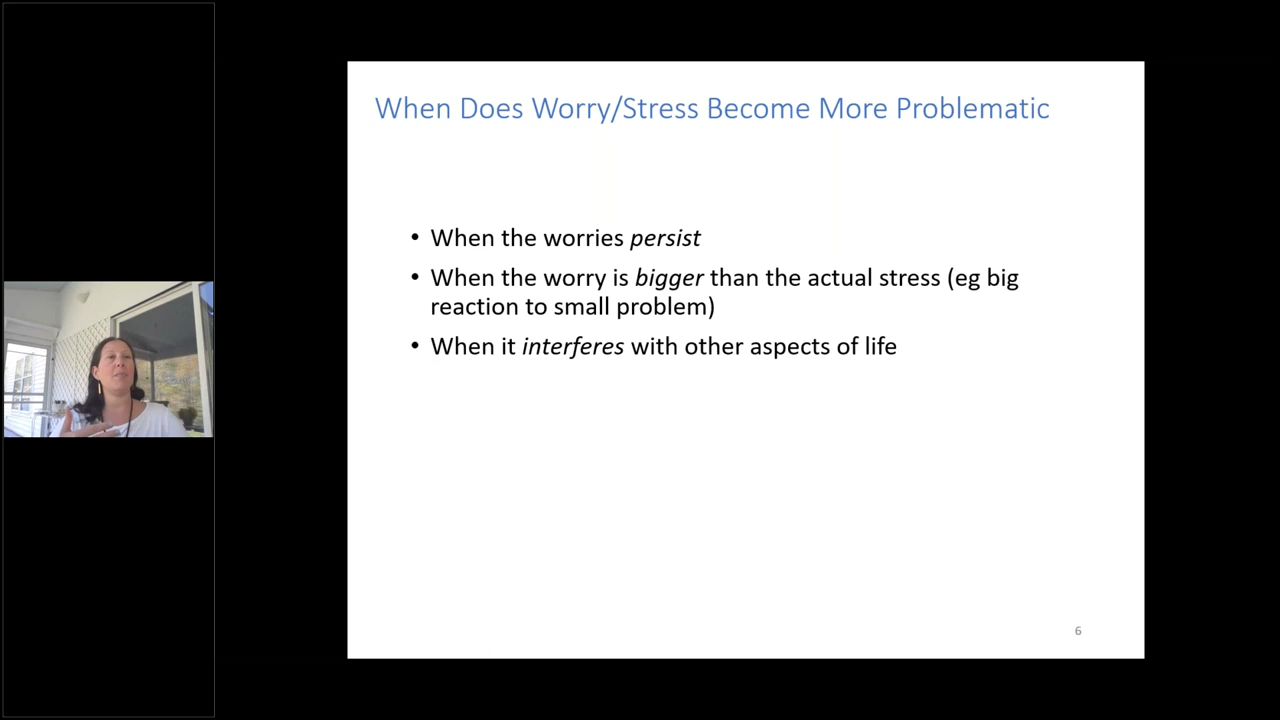 When Does Worry/Stress Become More Problematic
• When the worries persist
• When the worry is bigger than the actual stress (eg big
reaction to small problem)
• When it interferes with other aspects of life
6